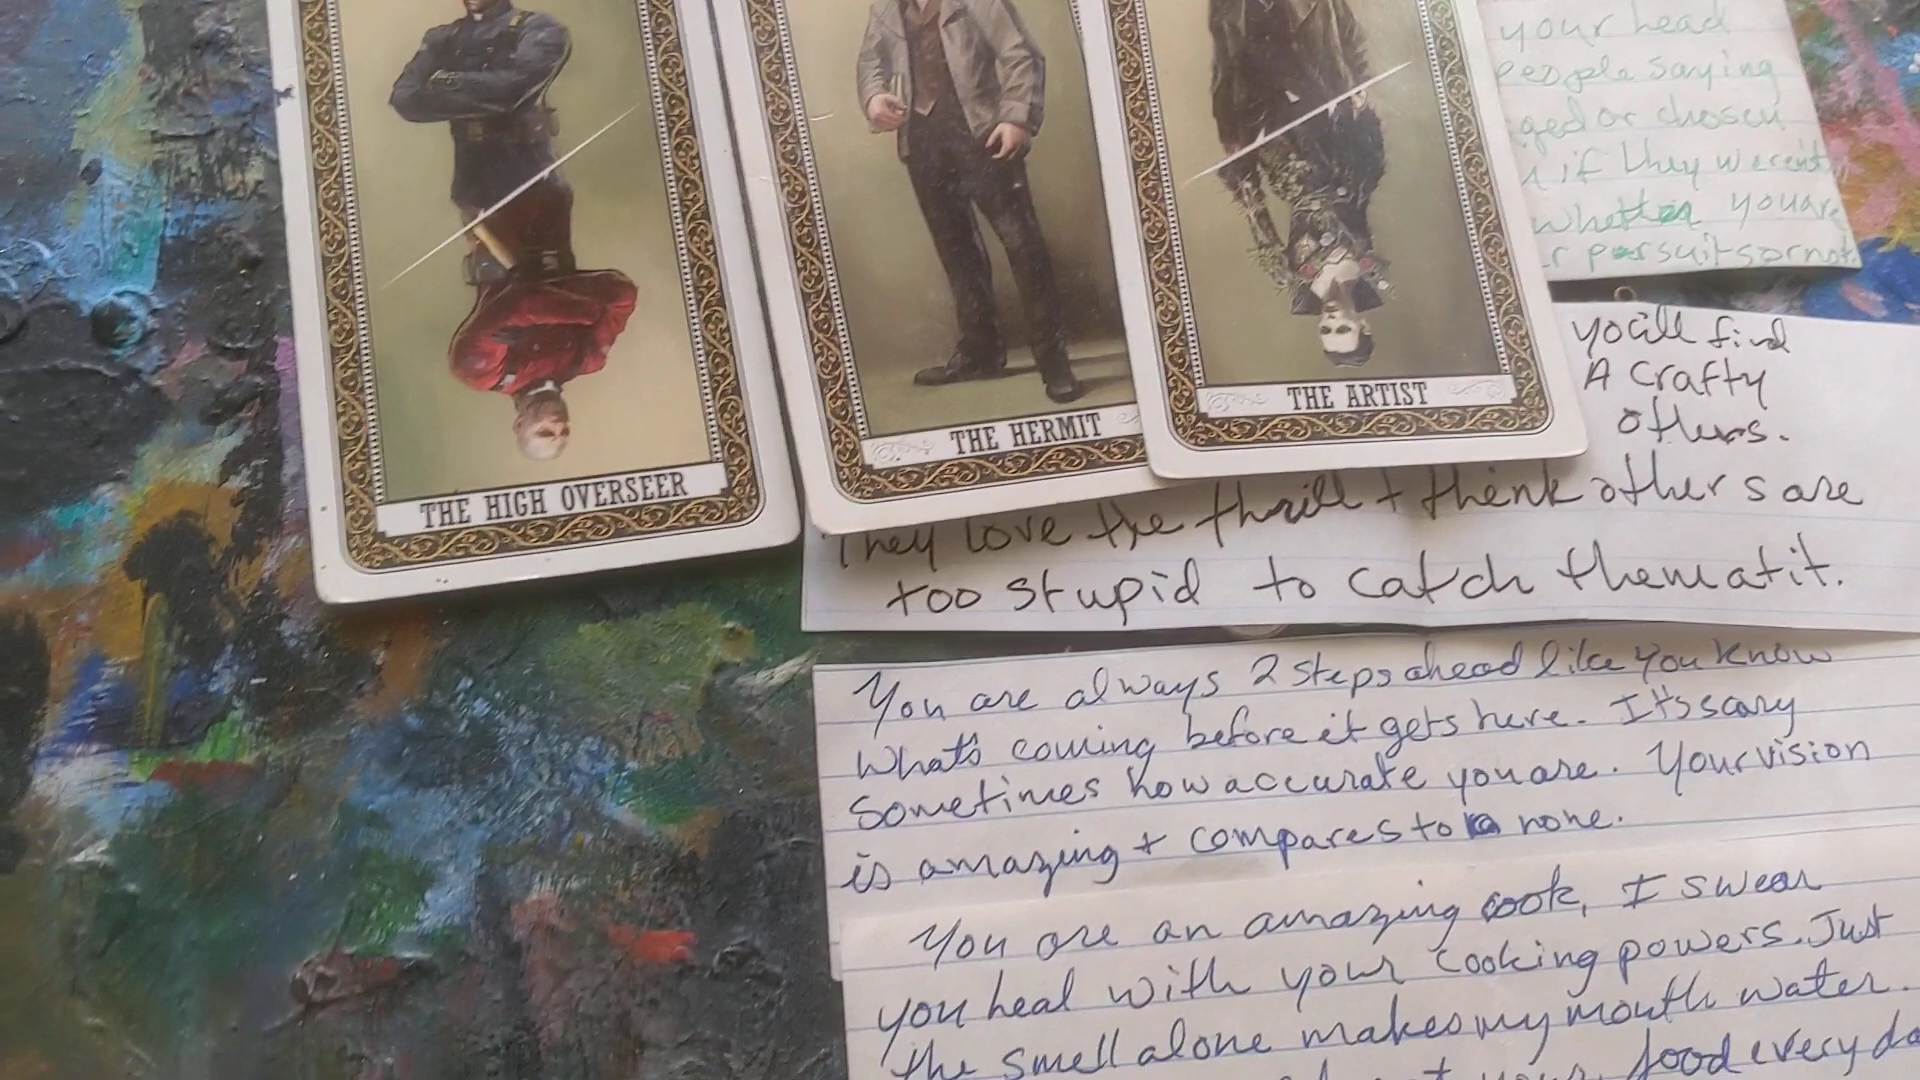 your head
people saying
ged or chosen
if they weren't
whether you are
r pursuits or not.
THE HIGH OVERSEER
THE HERMIT
THE ARTIST
you'll find
A crafty
others.
They love the thrill + think others are
too stupid to catch them at it.
You are always 2 steps ahead like you know
what's coming before it gets here. It's scary
sometimes how accurate you are. Your vision
is amazing + compares to none.
You are an amazing cook, I swear
you heal with your cooking powers. Just
the smell alone makes my mouth water.
food every da